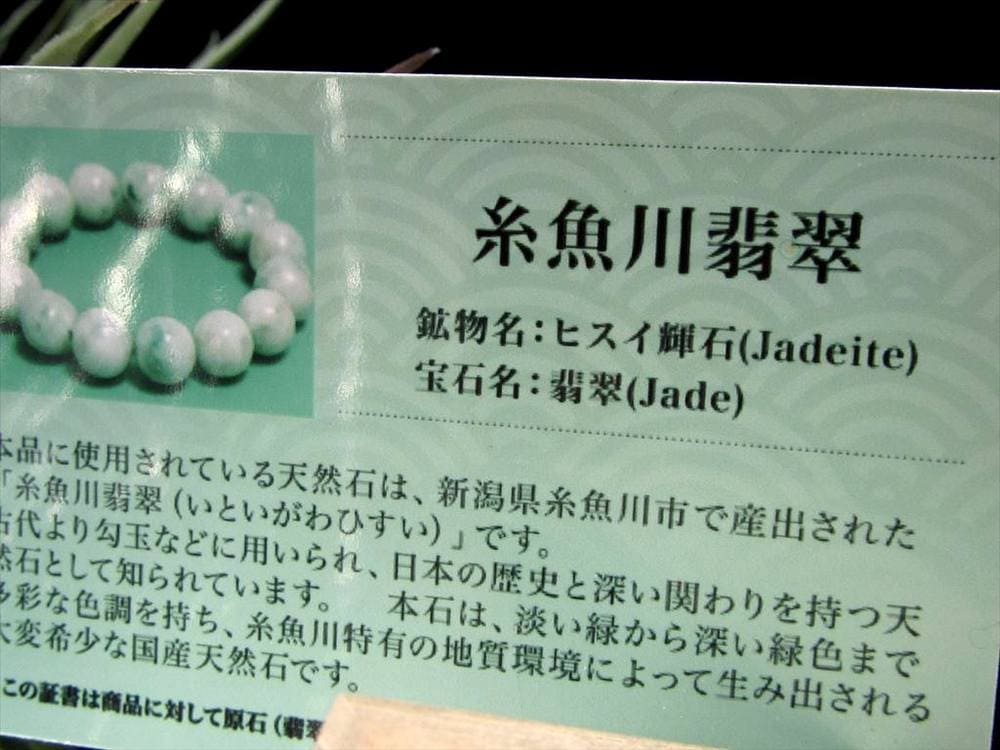 糸魚川翡翠
鉱物名：ヒスイ輝石(Jadeite)
宝石名：翡翠(Jade)
本品に使用されている天然石は、新潟県糸魚川市で産出された
「糸魚川翡翠（いといがわひすい）」です。
古代より勾玉などに用いられ、日本の歴史と深い関わりを持つ天
然石として知られています。　本石は、淡い緑から深い緑色まで
多彩な色調を持ち、糸魚川特有の地質環境によって生み出される
大変希少な国産天然石です。
この証書は商品に対して原石（翡翠